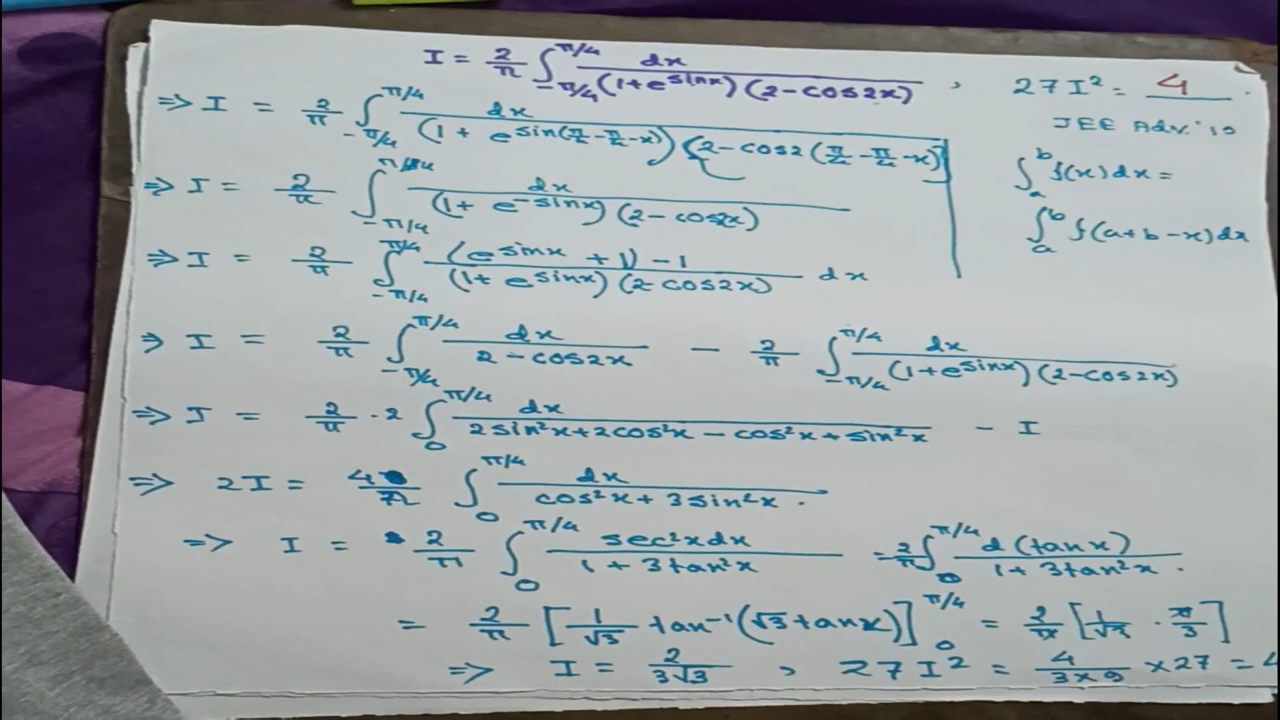 I = 2/π ∫_{-π/4}^{π/4} dx / (1+e^{sinx})(2-cos2x) , 27I² = 4
JEE Adv.'19
⇒ I = 2/π ∫_{-π/4}^{π/4} dx / (1 + e^{sin(π/4-π/4-x)}) [2-cos2(π/4-π/4-x)]
∫_a^b f(x)dx =
⇒ I = 2/π ∫_{-π/4}^{π/4} dx / (1+ e^{-sinx}) (2-cos2x)
∫_a^b f(a+b-x)dx
⇒ I = 2/π ∫_{-π/4}^{π/4} (e^{sinx} +1) -1 / (1+ e^{sinx}) (2-cos2x) dx
⇒ I = 2/π ∫_{-π/4}^{π/4} dx / 2-cos2x - 2/π ∫_{-π/4}^{π/4} dx / (1+e^{sinx})(2-cos2x)
⇒ I = 2/π · 2 ∫_0^{π/4} dx / 2sin²x+2cos²x - cos²x+sin²x - I
⇒ 2I = 4/π ∫_0^{π/4} dx / cos²x+3sin²x .
⇒ I = 2/π ∫_0^{π/4} sec²xdx / 1+3tan²x = 2/π ∫_0^{π/4} d(tanx) / 1+3tan²x .
= 2/π [1/√3 tan⁻¹(√3tanx)]_0^{π/4} = 2/π [1/√3 · π/3]
⇒ I = 2/3√3 , 27I² = 4/3×9 ×27 = 4